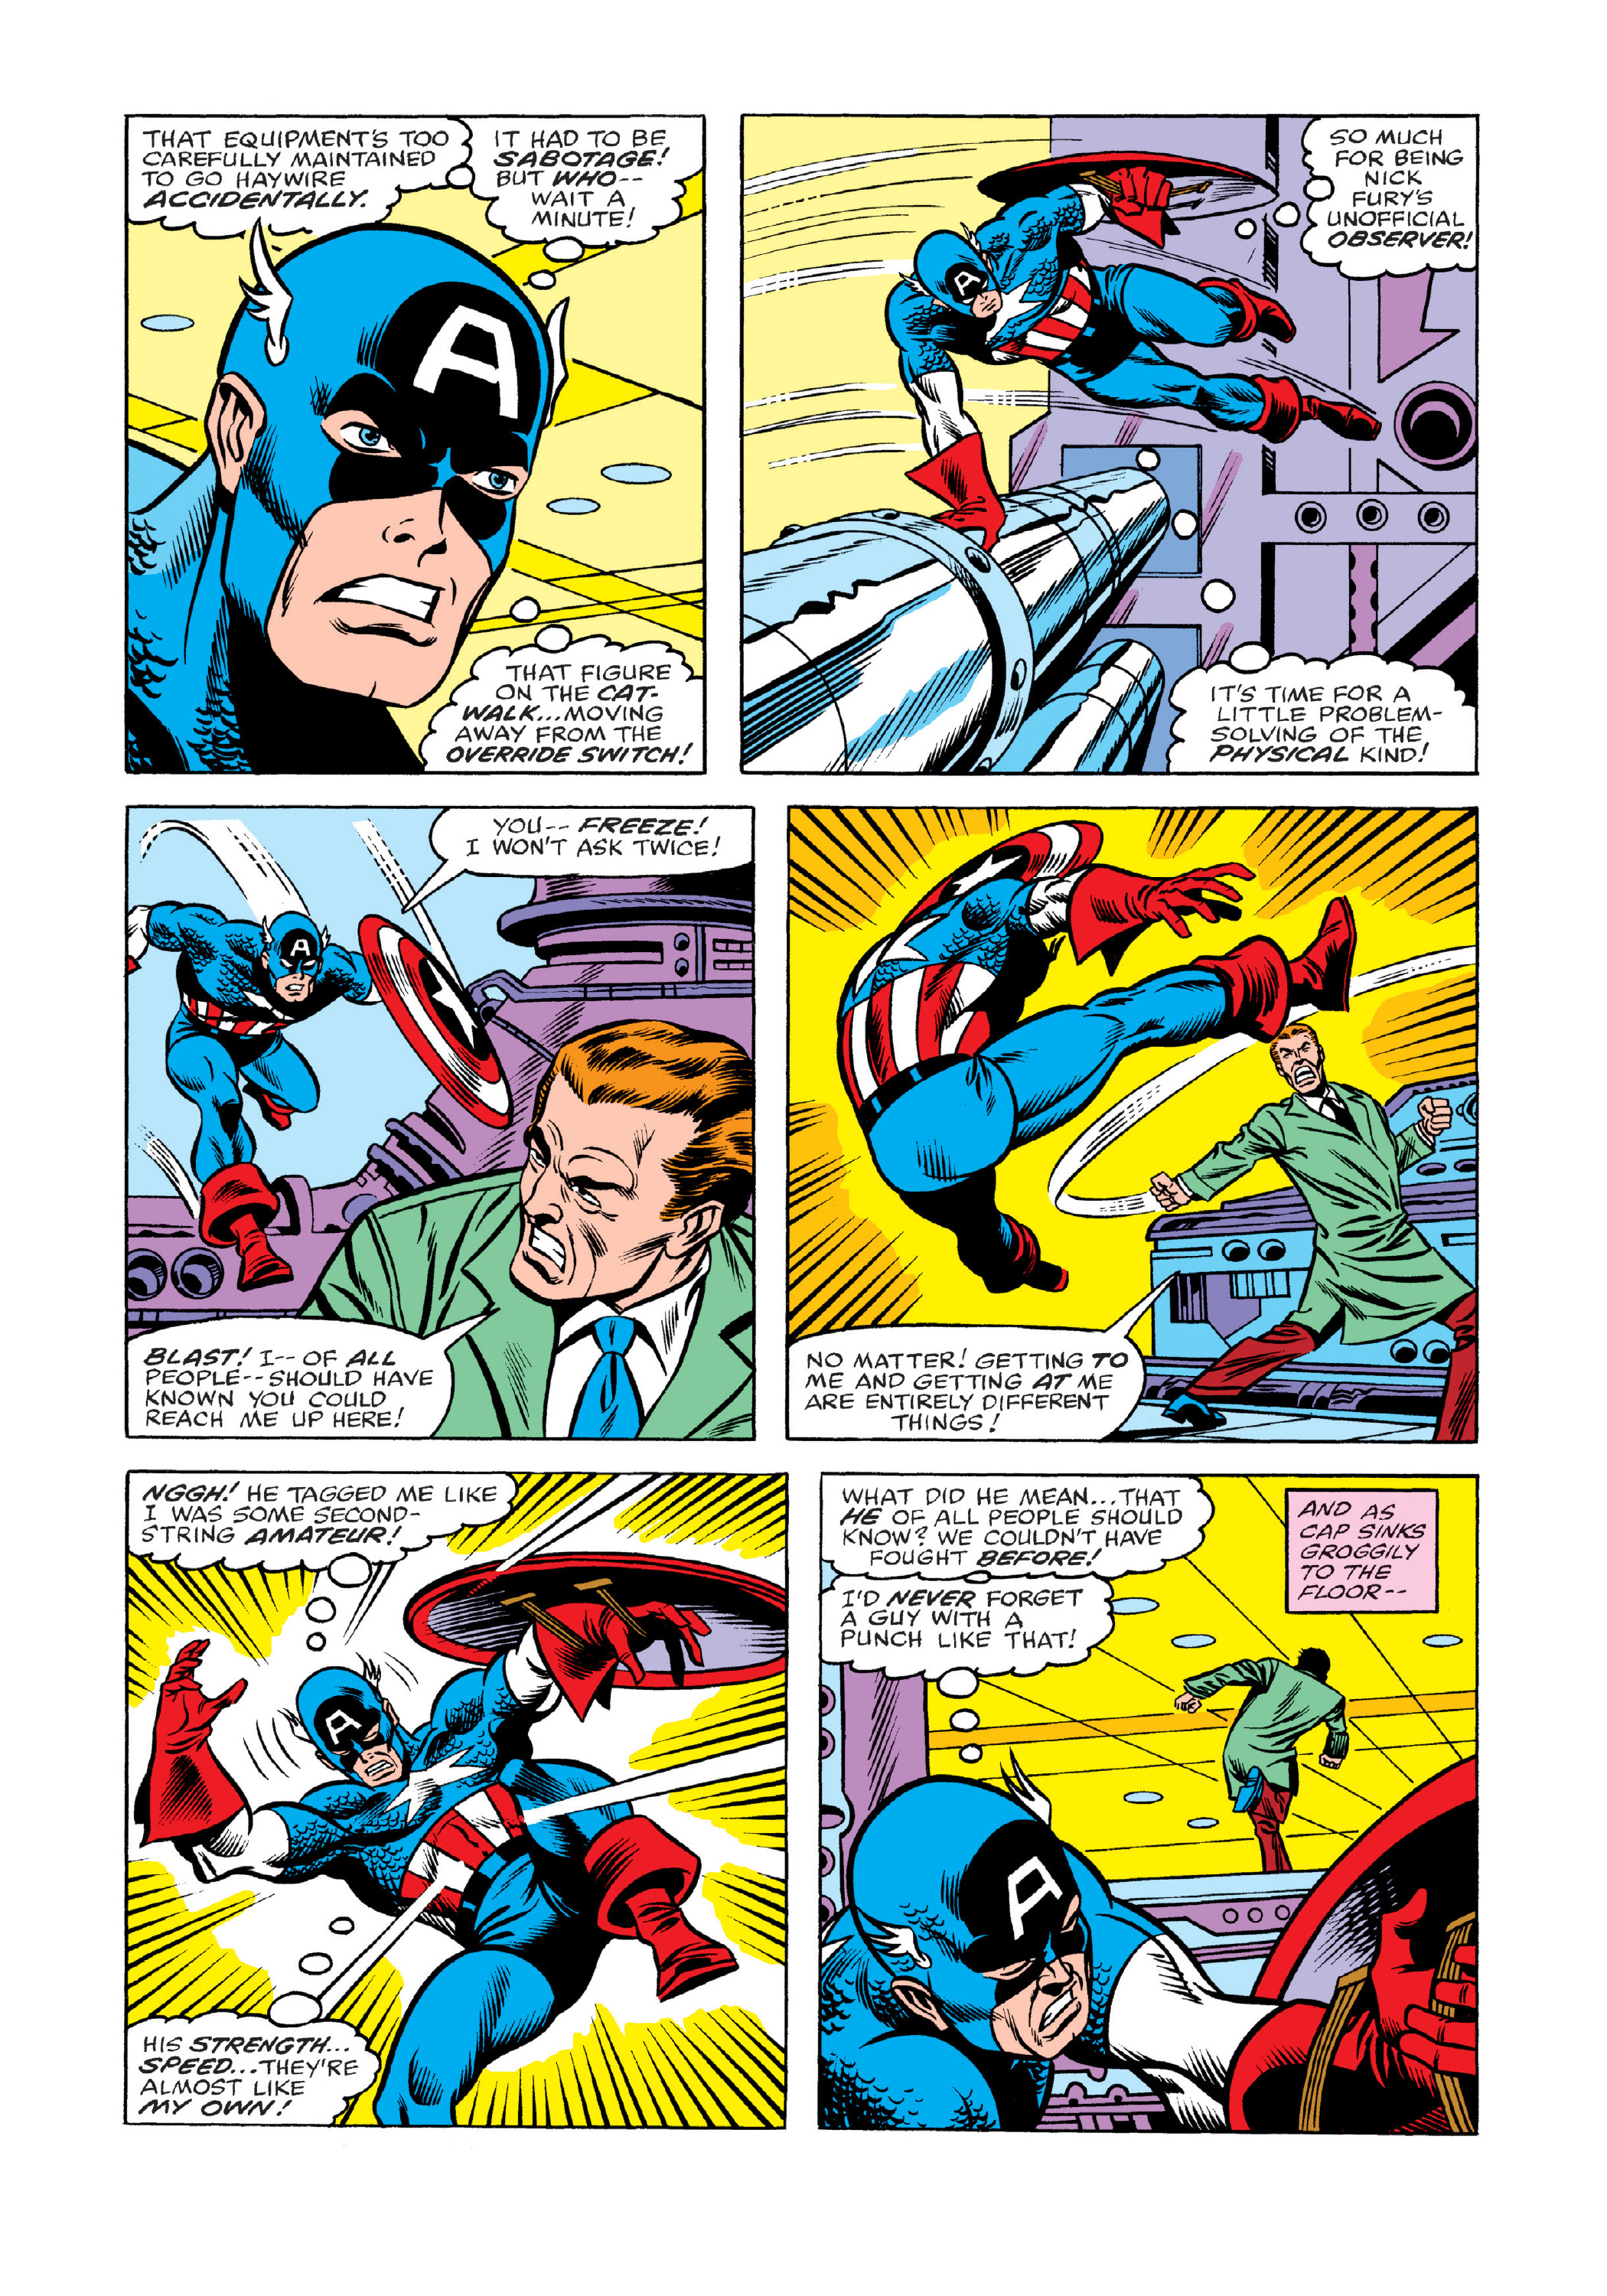 THAT EQUIPMENT'S TOO
CAREFULLY MAINTAINED
TO GO HAYWIRE
ACCIDENTALLY.
IT HAD TO BE
SABOTAGE!
BUT WHO--
WAIT A
MINUTE!
A
THAT FIGURE
ON THE CAT-
WALK...MOVING
AWAY FROM THE
OVERRIDE SWITCH!
SO MUCH
FOR BEING
NICK
FURY'S
UNOFFICIAL
OBSERVER!
A
IT'S TIME FOR A
LITTLE PROBLEM-
SOLVING OF THE
PHYSICAL KIND!
YOU-- FREEZE!
I WON'T ASK TWICE!
A
BLAST! I-- OF ALL
PEOPLE--SHOULD HAVE
KNOWN YOU COULD
REACH ME UP HERE!
NO MATTER! GETTING TO
ME AND GETTING AT ME
ARE ENTIRELY DIFFERENT
THINGS!
NGGH! HE TAGGED ME LIKE
I WAS SOME SECOND-
STRING AMATEUR!
A
HIS STRENGTH...
SPEED...THEY'RE
ALMOST LIKE
MY OWN!
WHAT DID HE MEAN...THAT
HE OF ALL PEOPLE SHOULD
KNOW? WE COULDN'T HAVE
FOUGHT BEFORE!
I'D NEVER FORGET
A GUY WITH A
PUNCH LIKE THAT!
AND AS
CAP SINKS
GROGGILY
TO THE
FLOOR--
A